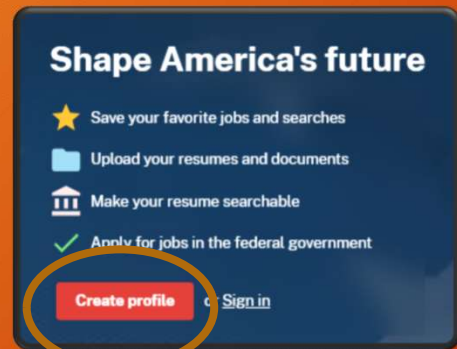 Shape America's future
Save your favorite jobs and searches
Upload your resumes and documents
Make your resume searchable
Apply for jobs in the federal government
Create profile or Sign in